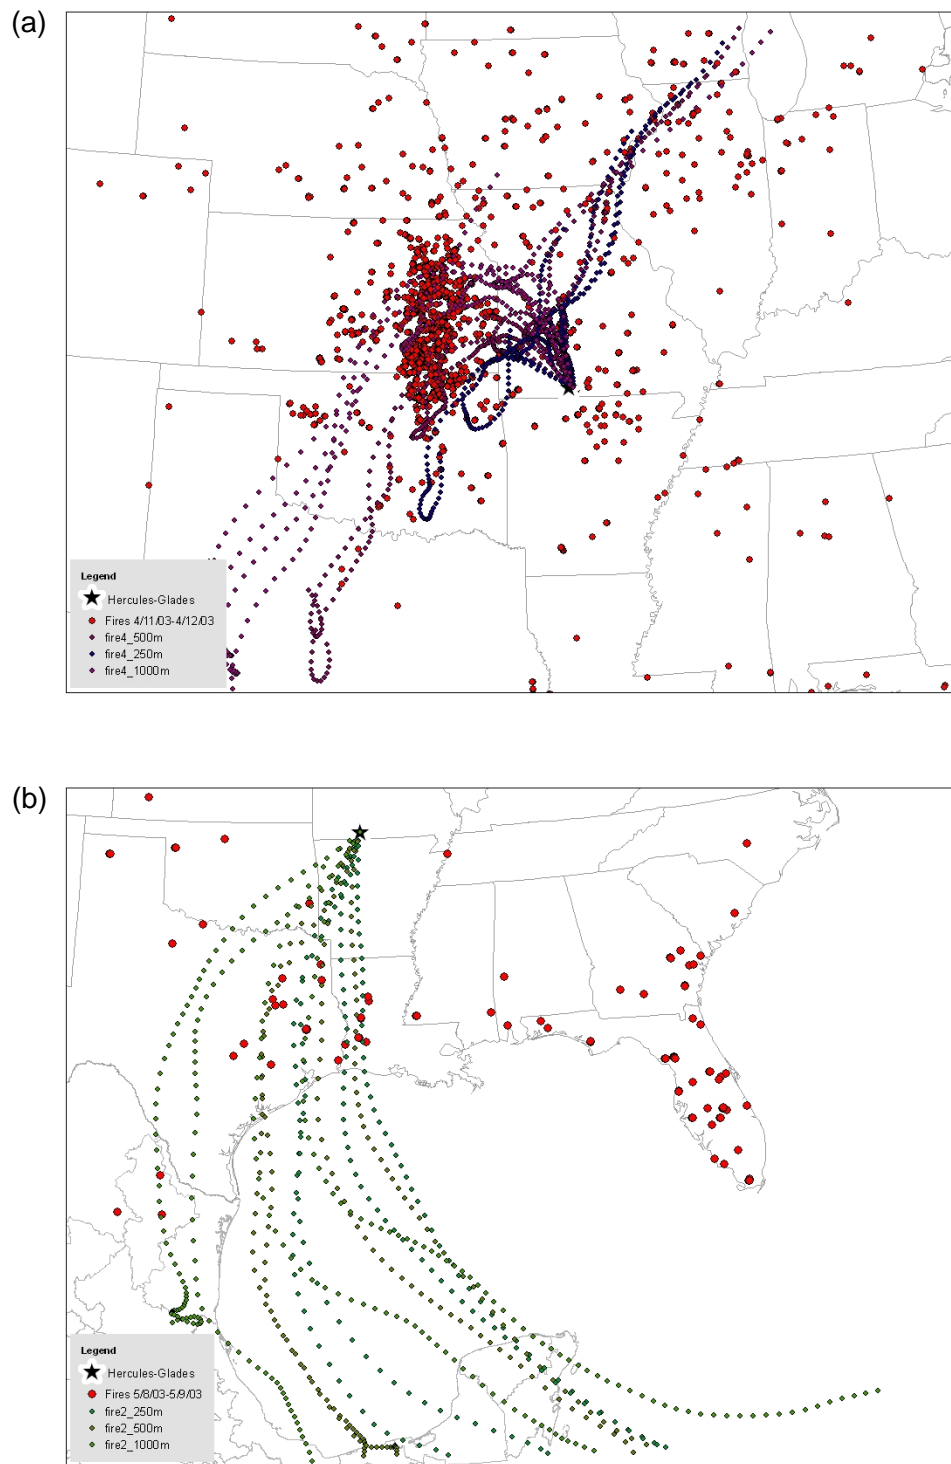 (a)
Legend
Hercules-Glades
Fires 4/11/03-4/12/03
fire4_500m
fire4_250m
fire4_1000m
(b)
Legend
Hercules-Glades
Fires 5/8/03-5/9/03
fire2_250m
fire2_500m
fire2_1000m